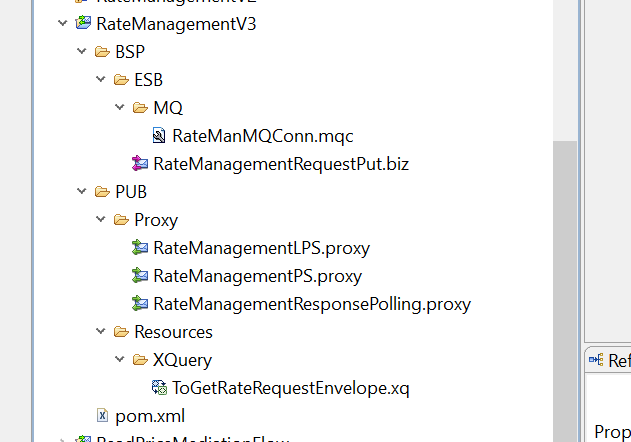 RateManagementV2
RateManagementV3
BSP
ESB
MQ
RateManMQConn.mqc
RateManagementRequestPut.biz
PUB
Proxy
RateManagementLPS.proxy
RateManagementPS.proxy
RateManagementResponsePolling.proxy
Resources
XQuery
ToGetRateRequestEnvelope.xq
Ref
pom.xml
Prop